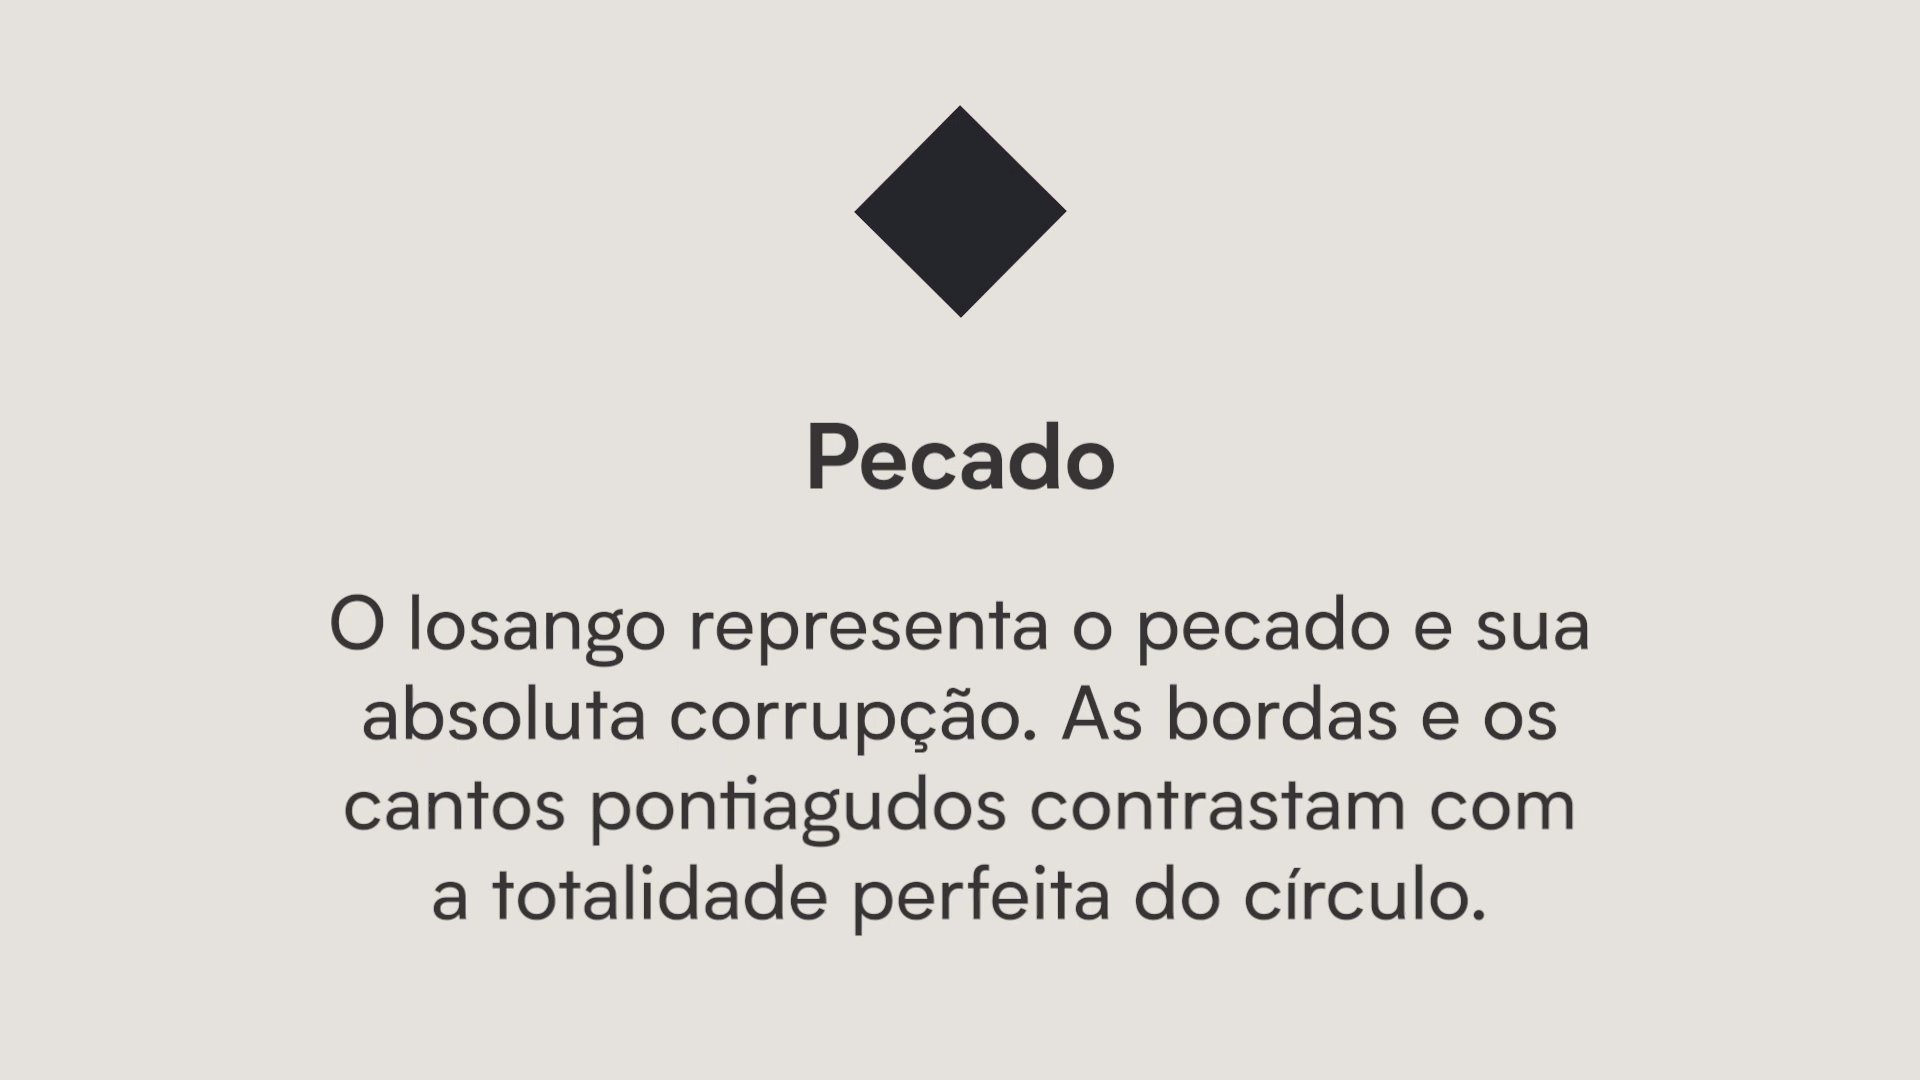 Pecado
O losango representa o pecado e sua
absoluta corrupção. As bordas e os
cantos pontiagudos contrastam com
a totalidade perfeita do círculo.